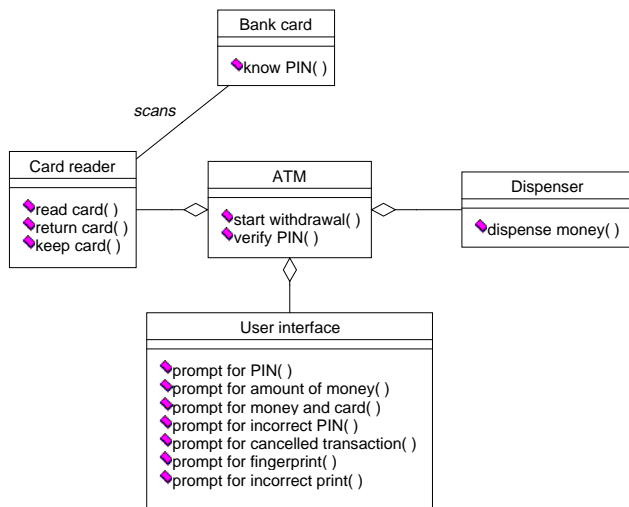 Bank card
know PIN( )
scans
Card reader
read card( )
return card( )
keep card( )
ATM
start withdrawal( )
verify PIN( )
Dispenser
dispense money( )
User interface
prompt for PIN( )
prompt for amount of money( )
prompt for money and card( )
prompt for incorrect PIN( )
prompt for cancelled transaction( )
prompt for fingerprint( )
prompt for incorrect print( )